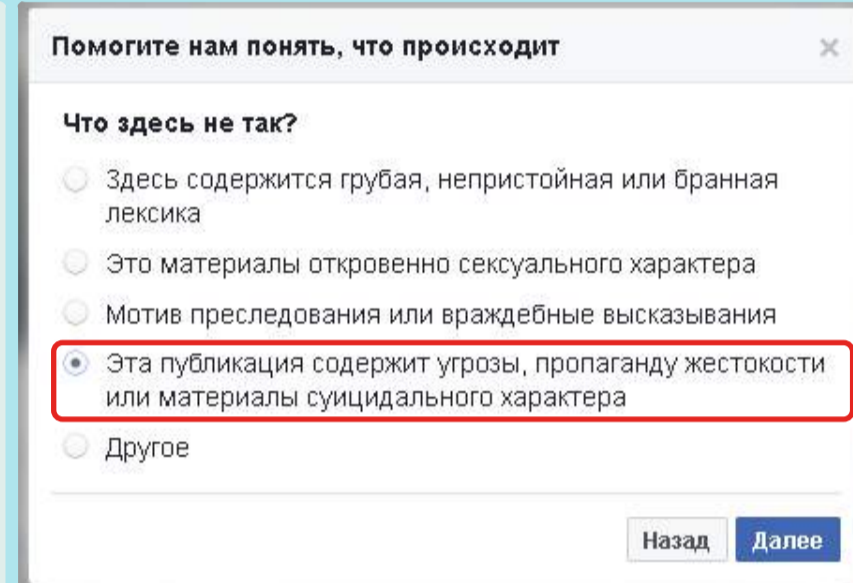 Помогите нам понять, что происходит
Что здесь не так?
Здесь содержится грубая, непристойная или бранная
лексика
Это материалы откровенно сексуального характера
Мотив преследования или враждебные высказывания
Эта публикация содержит угрозы, пропаганду жестокости
или материалы суицидального характера
Другое
Назад Далее